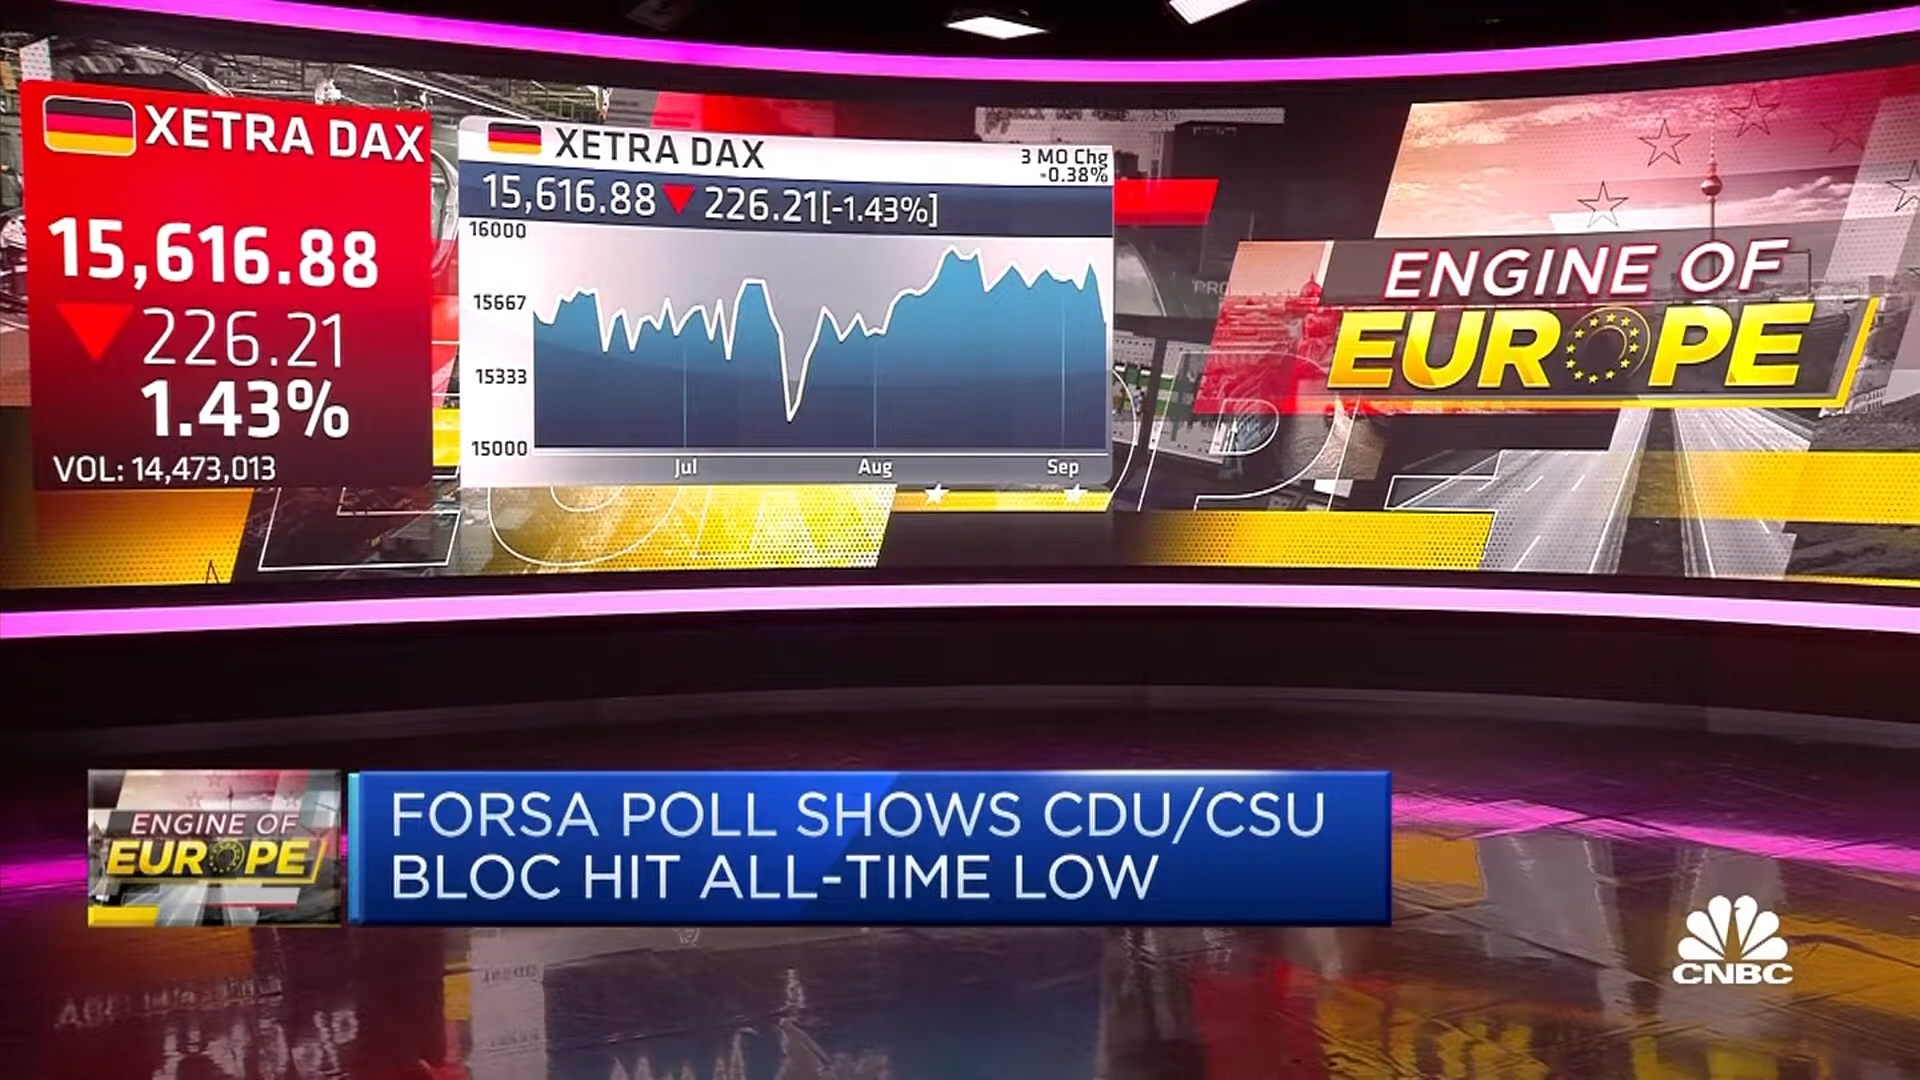 XETRA DAX
15,616.88
226.21
1.43%
VOL: 14,473,013
XETRA DAX
3 MO Chg
-0.38%
15,616.88 226.21[-1.43%]
16000
15667
15333
15000
Jul Aug Sep
ENGINE OF
EUROPE
ENGINE OF
EUROPE
FORSA POLL SHOWS CDU/CSU
BLOC HIT ALL-TIME LOW
CNBC